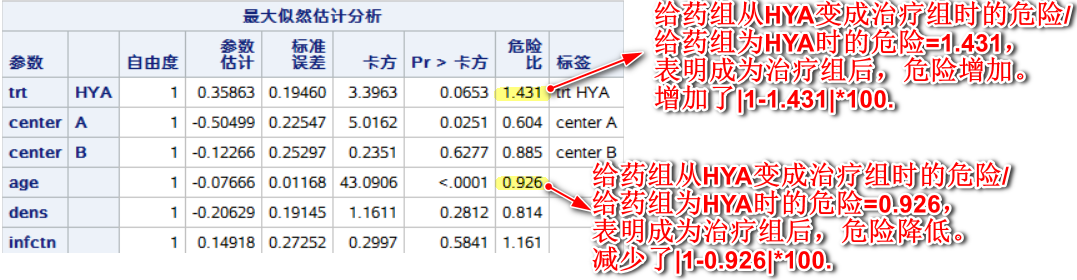 最大似然估计分析
参数 自由度 参数估计 标准误差 卡方 Pr > 卡方 危险比 标签
trt HYA 1 0.35863 0.19460 3.3963 0.0653 1.431 trt HYA
center A 1 -0.50499 0.22547 5.0162 0.0251 0.604 center A
center B 1 -0.12266 0.25297 0.2351 0.6277 0.885 center B
age 1 -0.07666 0.01168 43.0906 <.0001 0.926
dens 1 -0.20629 0.19145 1.1611 0.2812 0.814
infctn 1 0.14918 0.27252 0.2997 0.5841 1.161
给药组从HYA变成治疗组时的危险/
给药组为HYA时的危险=1.431，
表明成为治疗组后，危险增加。
增加了|1-1.431|*100.
给药组从HYA变成治疗组时的危险/
给药组为HYA时的危险=0.926，
表明成为治疗组后，危险降低。
减少了|1-0.926|*100.